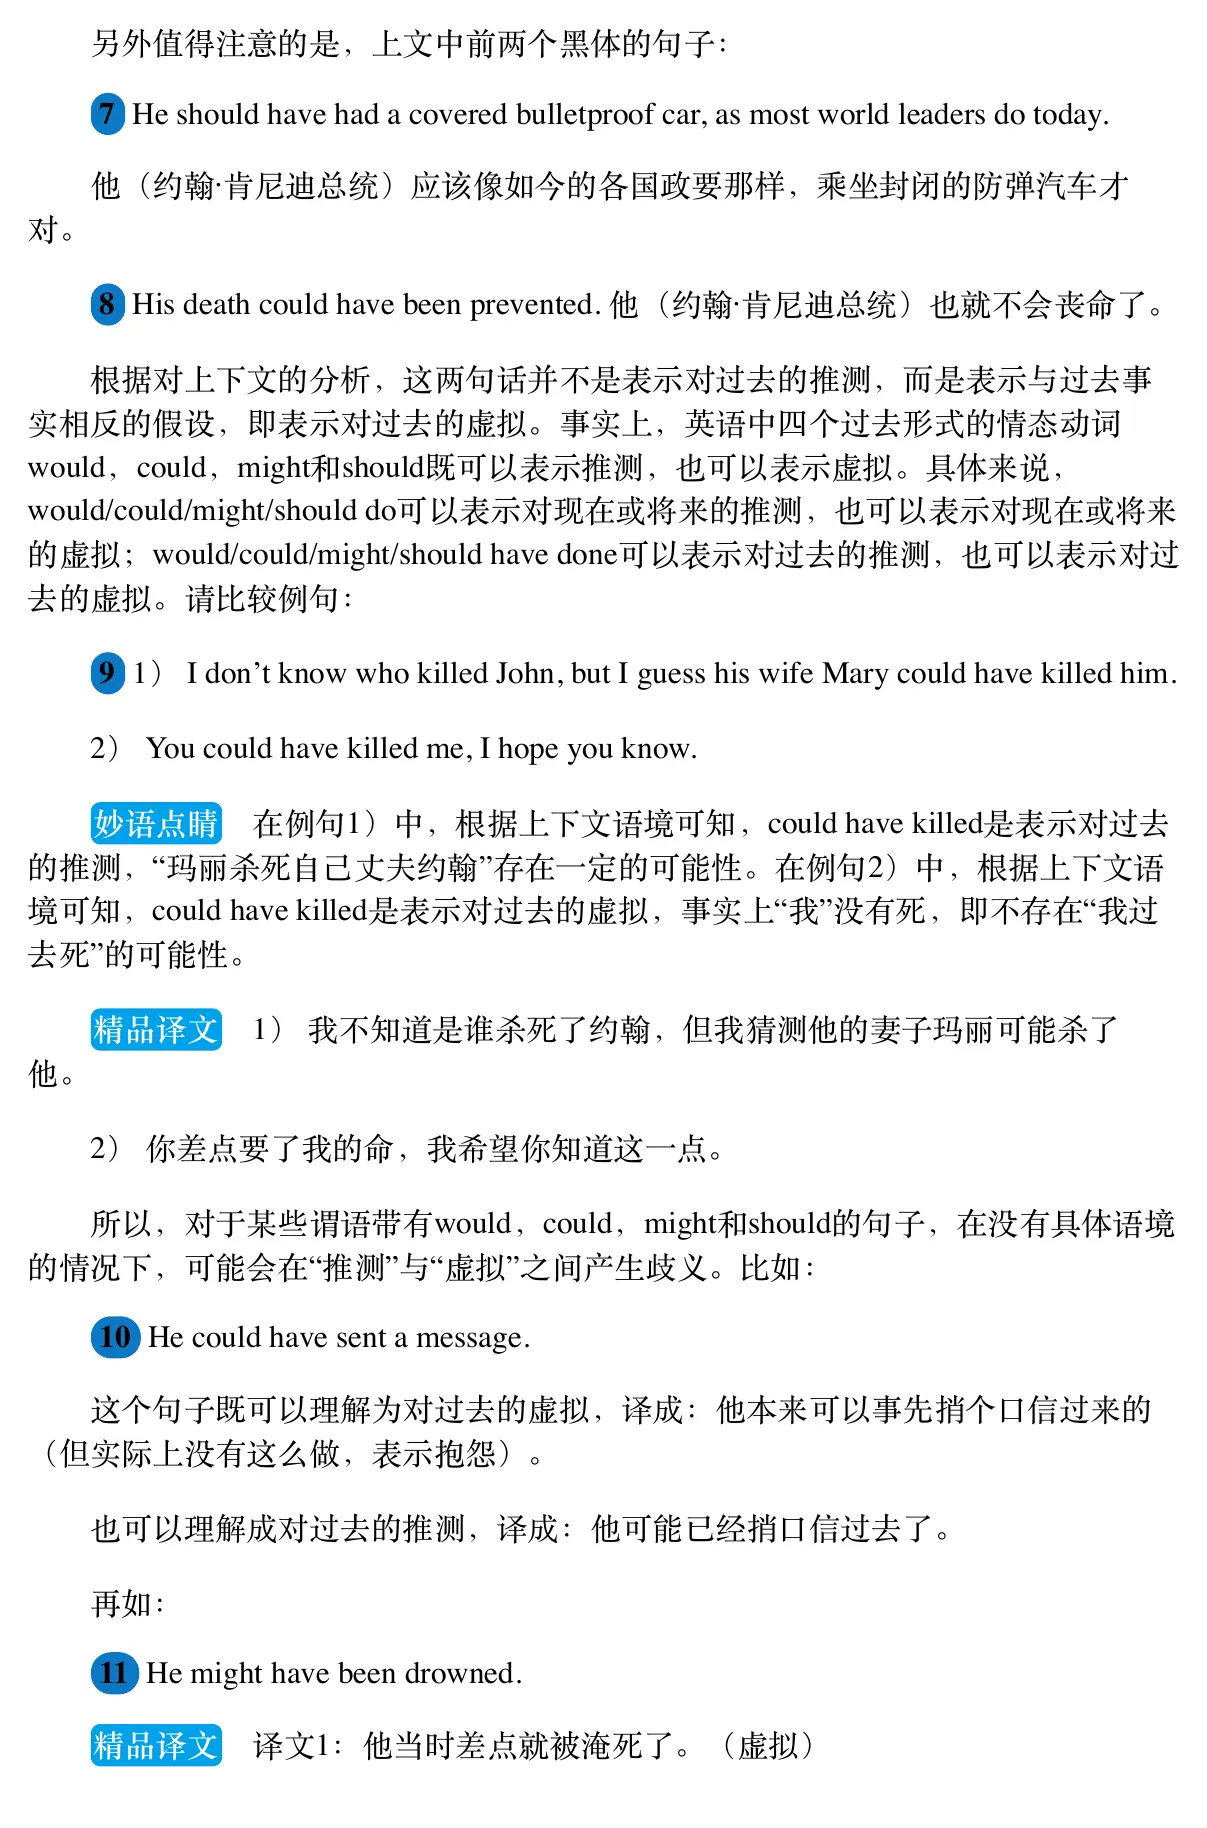 另外值得注意的是，上文中前两个黑体的句子：
7 He should have had a covered bulletproof car, as most world leaders do today.
他（约翰·肯尼迪总统）应该像如今的各国政要那样，乘坐封闭的防弹汽车才
对。
8 His death could have been prevented. 他（约翰·肯尼迪总统）也就不会丧命了。
根据对上下文的分析，这两句话并不是表示对过去的推测，而是表示与过去事
实相反的假设，即表示对过去的虚拟。事实上，英语中四个过去形式的情态动词
would，could，might和should既可以表示推测，也可以表示虚拟。具体来说，
would/could/might/should do可以表示对现在或将来的推测，也可以表示对现在或将来
的虚拟；would/could/might/should have done可以表示对过去的推测，也可以表示对过
去的虚拟。请比较例句：
9 1） I don’t know who killed John, but I guess his wife Mary could have killed him.
2） You could have killed me, I hope you know.
妙语点睛 在例句1）中，根据上下文语境可知，could have killed是表示对过去
的推测，“玛丽杀死自己丈夫约翰”存在一定的可能性。在例句2）中，根据上下文语
境可知，could have killed是表示对过去的虚拟，事实上“我”没有死，即不存在“我过
去死”的可能性。
精品译文 1） 我不知道是谁杀死了约翰，但我猜测他的妻子玛丽可能杀了
他。
2） 你差点要了我的命，我希望你知道这一点。
所以，对于某些谓语带有would，could，might和should的句子，在没有具体语境
的情况下，可能会在“推测”与“虚拟”之间产生歧义。比如：
10 He could have sent a message.
这个句子既可以理解为对过去的虚拟，译成：他本来可以事先捎个口信过来的
（但实际上没有这么做，表示抱怨）。
也可以理解成对过去的推测，译成：他可能已经捎口信过去了。
再如：
11 He might have been drowned.
精品译文 译文1：他当时差点就被淹死了。（虚拟）